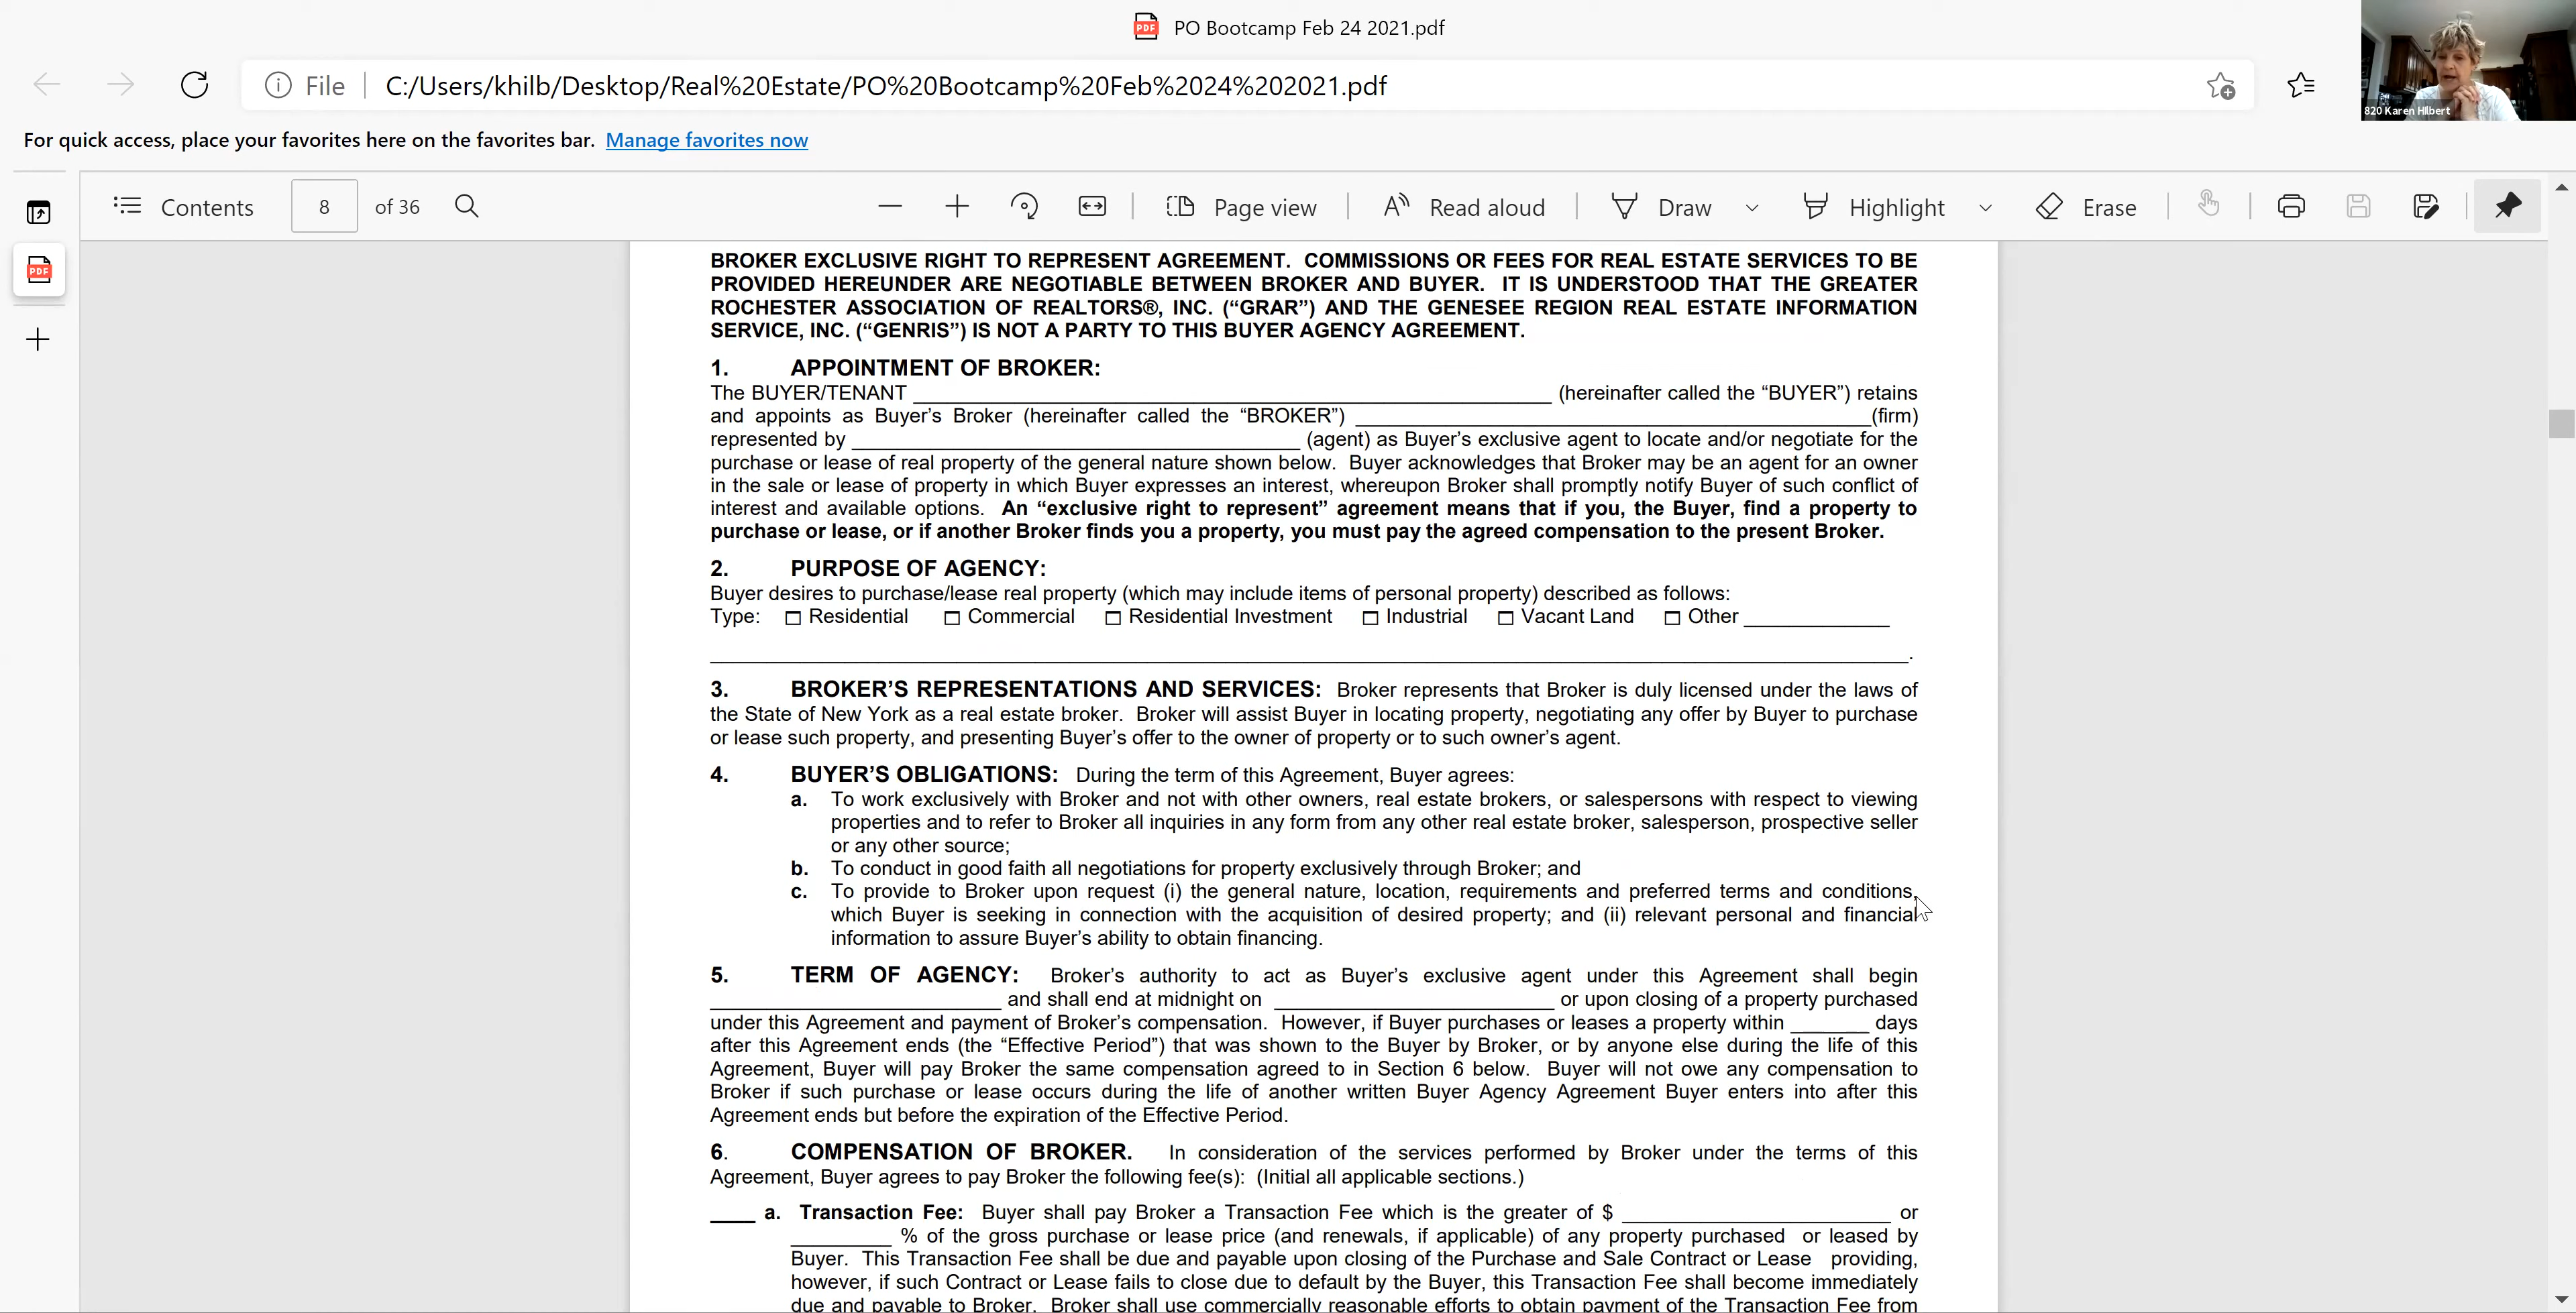 PO Bootcamp Feb 24 2021.pdf
File
C:/Users/khilb/Desktop/Real%20Estate/PO%20Bootcamp%20Feb%2024%202021.pdf
820 Karen Hilbert
For quick access, place your favorites here on the favorites bar. Manage favorites now
Contents 8 of 36 Page view Read aloud Draw Highlight Erase
PDF
BROKER EXCLUSIVE RIGHT TO REPRESENT AGREEMENT. COMMISSIONS OR FEES FOR REAL ESTATE SERVICES TO BE
PROVIDED HEREUNDER ARE NEGOTIABLE BETWEEN BROKER AND BUYER. IT IS UNDERSTOOD THAT THE GREATER
ROCHESTER ASSOCIATION OF REALTORS®, INC. (“GRAR”) AND THE GENESEE REGION REAL ESTATE INFORMATION
SERVICE, INC. (“GENRIS”) IS NOT A PARTY TO THIS BUYER AGENCY AGREEMENT.
1. APPOINTMENT OF BROKER:
The BUYER/TENANT ____________ (hereinafter called the “BUYER”) retains
and appoints as Buyer’s Broker (hereinafter called the “BROKER”) ____________(firm)
represented by ____________ (agent) as Buyer’s exclusive agent to locate and/or negotiate for the
purchase or lease of real property of the general nature shown below. Buyer acknowledges that Broker may be an agent for an owner
in the sale or lease of property in which Buyer expresses an interest, whereupon Broker shall promptly notify Buyer of such conflict of
interest and available options. An “exclusive right to represent” agreement means that if you, the Buyer, find a property to
purchase or lease, or if another Broker finds you a property, you must pay the agreed compensation to the present Broker.
2. PURPOSE OF AGENCY:
Buyer desires to purchase/lease real property (which may include items of personal property) described as follows:
Type: ☐ Residential ☐ Commercial ☐ Residential Investment ☐ Industrial ☐ Vacant Land ☐ Other ____________
____________.
3. BROKER’S REPRESENTATIONS AND SERVICES: Broker represents that Broker is duly licensed under the laws of
the State of New York as a real estate broker. Broker will assist Buyer in locating property, negotiating any offer by Buyer to purchase
or lease such property, and presenting Buyer’s offer to the owner of property or to such owner’s agent.
4. BUYER’S OBLIGATIONS: During the term of this Agreement, Buyer agrees:
a. To work exclusively with Broker and not with other owners, real estate brokers, or salespersons with respect to viewing
properties and to refer to Broker all inquiries in any form from any other real estate broker, salesperson, prospective seller
or any other source;
b. To conduct in good faith all negotiations for property exclusively through Broker; and
c. To provide to Broker upon request (i) the general nature, location, requirements and preferred terms and conditions,
which Buyer is seeking in connection with the acquisition of desired property; and (ii) relevant personal and financial
information to assure Buyer’s ability to obtain financing.
5. TERM OF AGENCY: Broker’s authority to act as Buyer’s exclusive agent under this Agreement shall begin
____________ and shall end at midnight on ____________ or upon closing of a property purchased
under this Agreement and payment of Broker’s compensation. However, if Buyer purchases or leases a property within _______ days
after this Agreement ends (the “Effective Period”) that was shown to the Buyer by Broker, or by anyone else during the life of this
Agreement, Buyer will pay Broker the same compensation agreed to in Section 6 below. Buyer will not owe any compensation to
Broker if such purchase or lease occurs during the life of another written Buyer Agency Agreement Buyer enters into after this
Agreement ends but before the expiration of the Effective Period.
6. COMPENSATION OF BROKER. In consideration of the services performed by Broker under the terms of this
Agreement, Buyer agrees to pay Broker the following fee(s): (Initial all applicable sections.)
____ a. Transaction Fee: Buyer shall pay Broker a Transaction Fee which is the greater of $ ____________ or
_________ % of the gross purchase or lease price (and renewals, if applicable) of any property purchased or leased by
Buyer. This Transaction Fee shall be due and payable upon closing of the Purchase and Sale Contract or Lease providing,
however, if such Contract or Lease fails to close due to default by the Buyer, this Transaction Fee shall become immediately
due and payable to Broker. Broker shall use commercially reasonable efforts to obtain payment of the Transaction Fee from